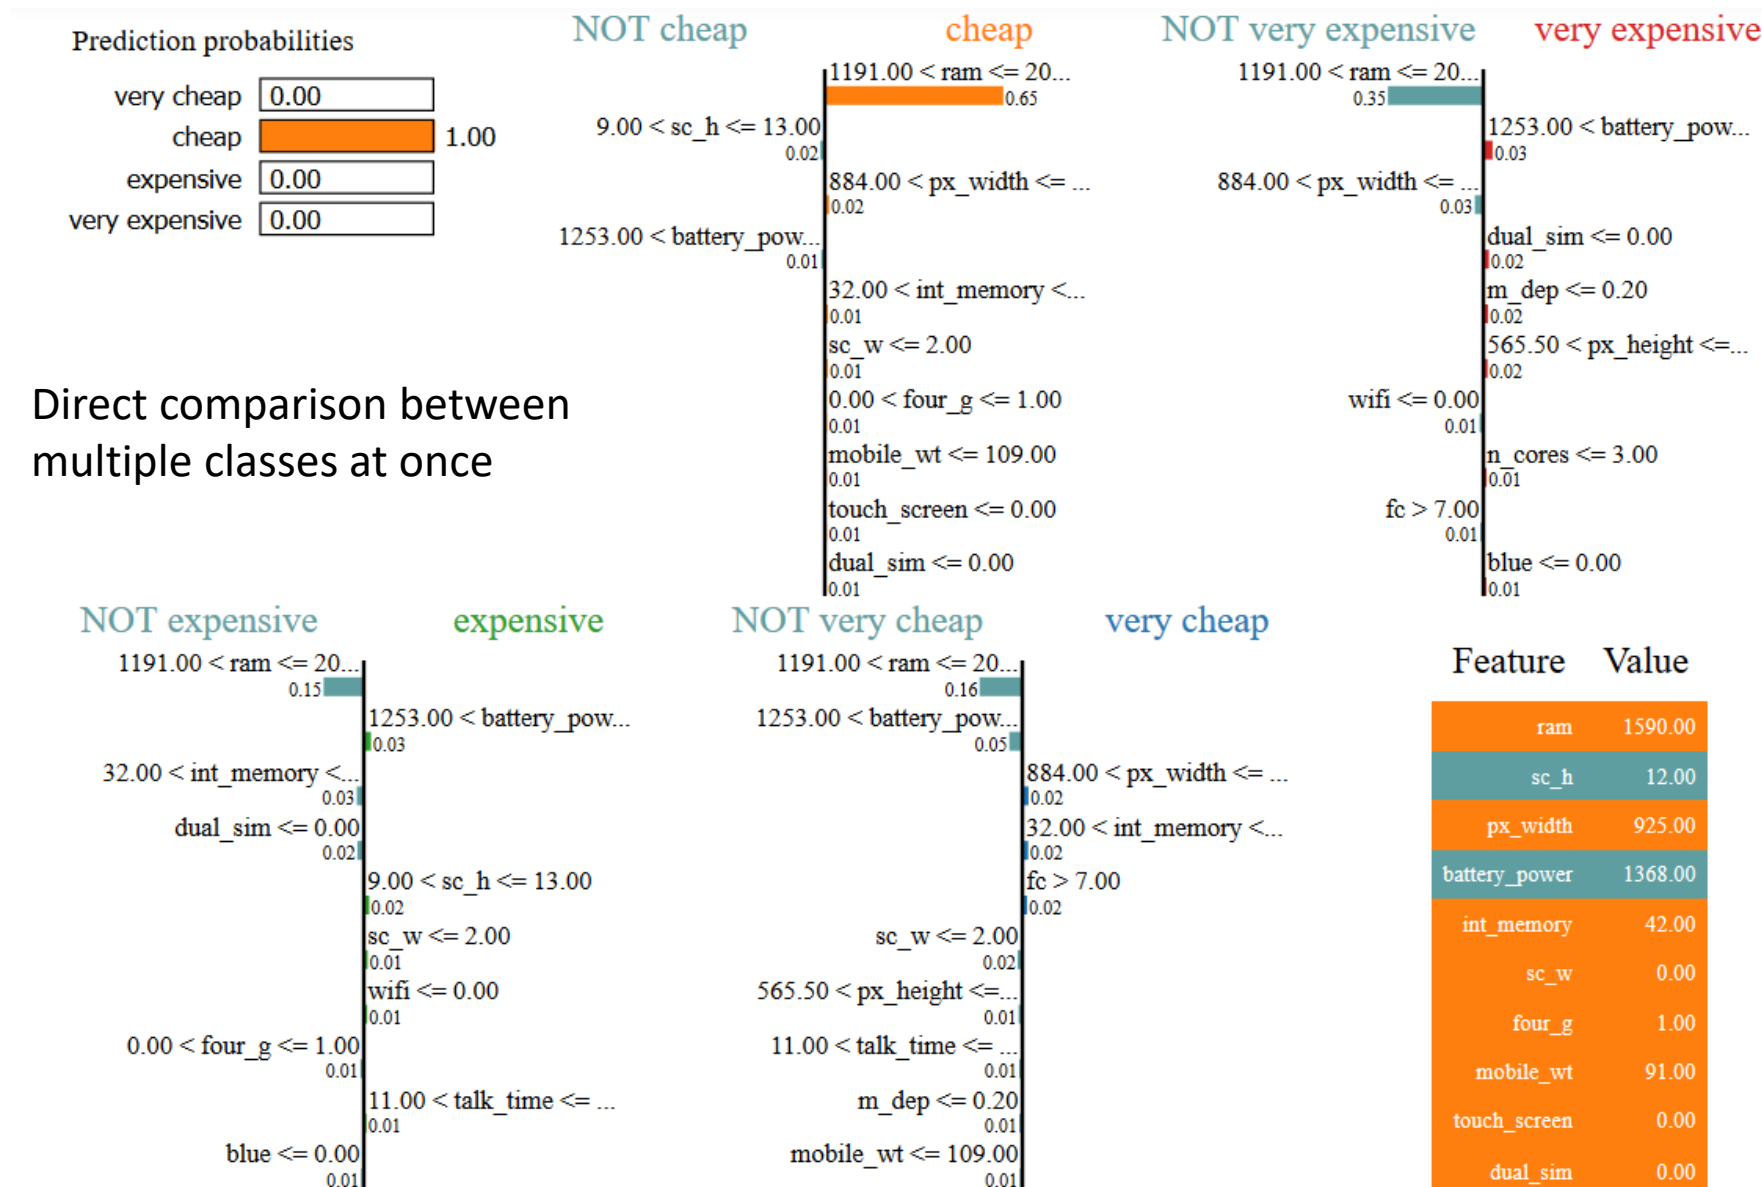 Prediction probabilities
very cheap 0.00
cheap 1.00
expensive 0.00
very expensive 0.00
Direct comparison between
multiple classes at once
NOT cheap cheap
1191.00 < ram <= 20...
0.65
9.00 < sc_h <= 13.00
0.02
884.00 < px_width <= ...
0.02
1253.00 < battery_pow...
0.01
32.00 < int_memory <...
0.01
sc_w <= 2.00
0.01
0.00 < four_g <= 1.00
0.01
mobile_wt <= 109.00
0.01
touch_screen <= 0.00
0.01
dual_sim <= 0.00
0.01
NOT very expensive very expensive
1191.00 < ram <= 20...
0.35
1253.00 < battery_pow...
0.03
884.00 < px_width <= ...
0.03
dual_sim <= 0.00
0.02
m_dep <= 0.20
0.02
565.50 < px_height <=...
0.02
wifi <= 0.00
0.01
n_cores <= 3.00
0.01
fc > 7.00
0.01
blue <= 0.00
0.01
NOT expensive expensive
1191.00 < ram <= 20...
0.15
1253.00 < battery_pow...
0.03
32.00 < int_memory <...
0.03
dual_sim <= 0.00
0.02
9.00 < sc_h <= 13.00
0.02
sc_w <= 2.00
0.01
wifi <= 0.00
0.01
0.00 < four_g <= 1.00
0.01
11.00 < talk_time <= ...
0.01
blue <= 0.00
0.01
NOT very cheap very cheap
1191.00 < ram <= 20...
0.16
1253.00 < battery_pow...
0.05
884.00 < px_width <= ...
0.02
32.00 < int_memory <...
0.02
fc > 7.00
0.02
sc_w <= 2.00
0.02
565.50 < px_height <=...
0.01
11.00 < talk_time <= ...
0.01
m_dep <= 0.20
0.01
mobile_wt <= 109.00
0.01
Feature Value
ram 1590.00
sc_h 12.00
px_width 925.00
battery_power 1368.00
int_memory 42.00
sc_w 0.00
four_g 1.00
mobile_wt 91.00
touch_screen 0.00
dual_sim 0.00